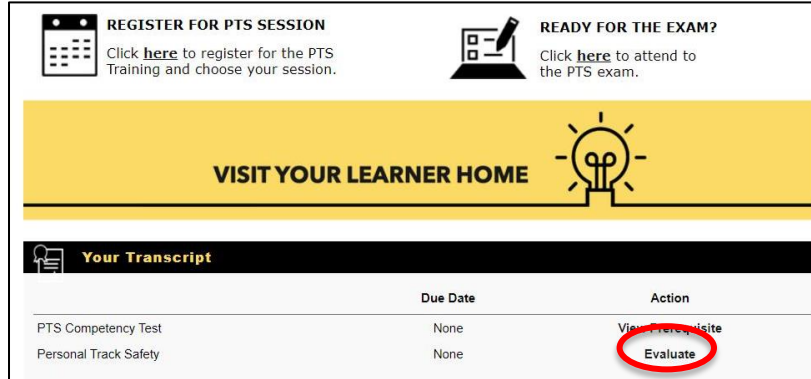 REGISTER FOR PTS SESSION
Click here to register for the PTS
Training and choose your session.
READY FOR THE EXAM?
Click here to attend to
the PTS exam.
VISIT YOUR LEARNER HOME
Your Transcript
Due Date Action
PTS Competency Test None View Prerequisite
Personal Track Safety None Evaluate